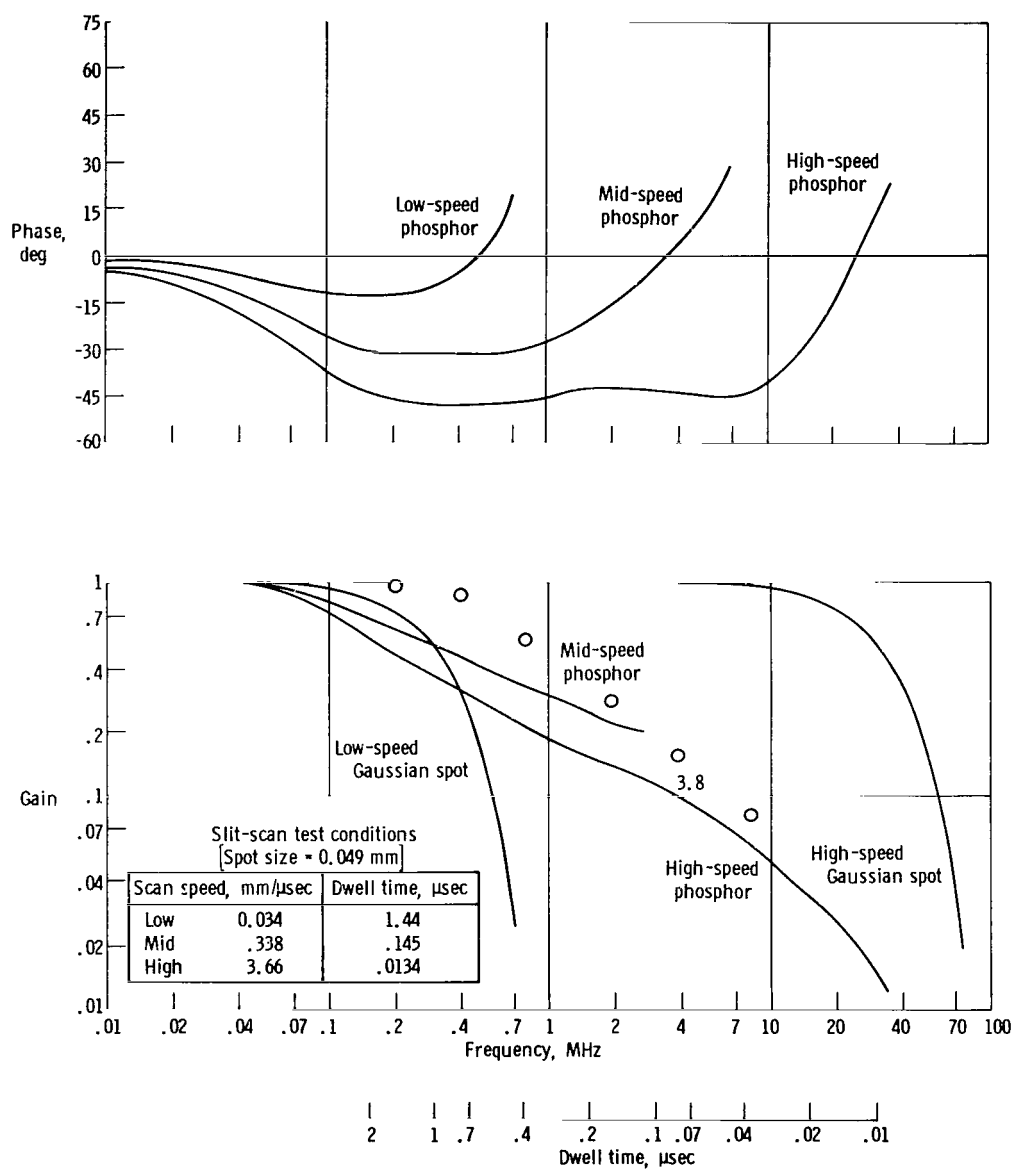 75
60
45
30
15
0
-15
-30
-45
-60
Phase,
deg
Low-speed
phosphor
Mid-speed
phosphor
High-speed
phosphor
1
.7
.4
.2
.1
.07
.04
.02
.01
Gain
Mid-speed
phosphor
Low-speed
Gaussian spot
3.8
High-speed
phosphor
High-speed
Gaussian spot
Slit-scan test conditions
[Spot size = 0.049 mm]
Scan speed, mm/μsec Dwell time, μsec
Low 0.034 1.44
Mid .338 .145
High 3.66 .0134
.01 .02 .04 .07 .1 .2 .4 .7 1 2 4 7 10 20 40 70 100
Frequency, MHz
2 1 .7 .4 .2 .1 .07 .04 .02 .01
Dwell time, μsec